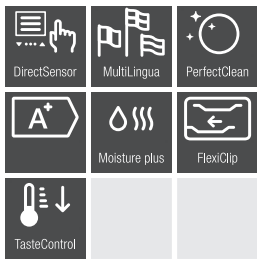 DirectSensor
MultiLingua
PerfectClean
A+
Moisture plus
FlexiClip
TasteControl